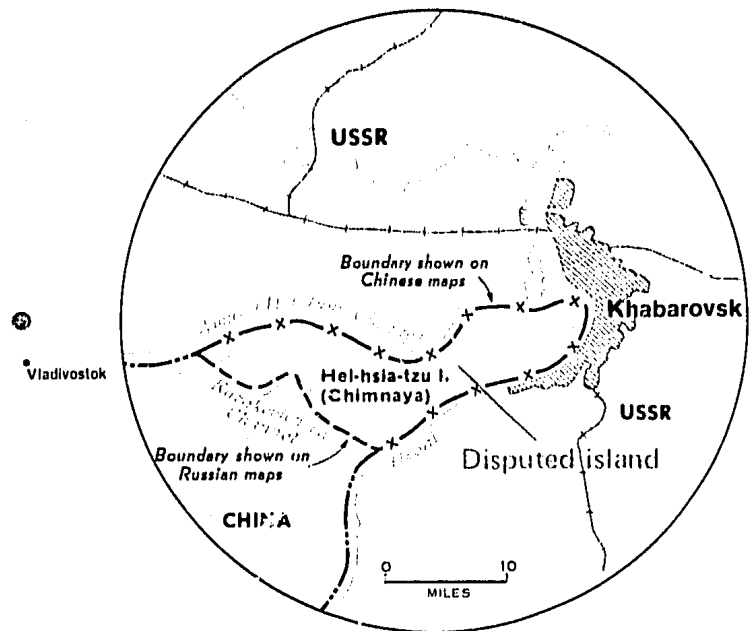 USSR
Boundary shown on
Chinese maps
Khabarovsk
Vladivostok
Hei-hsia-tzu I.
(Chimnaya)
USSR
Disputed island
Boundary shown on
Russian maps
CHINA
0 10
MILES